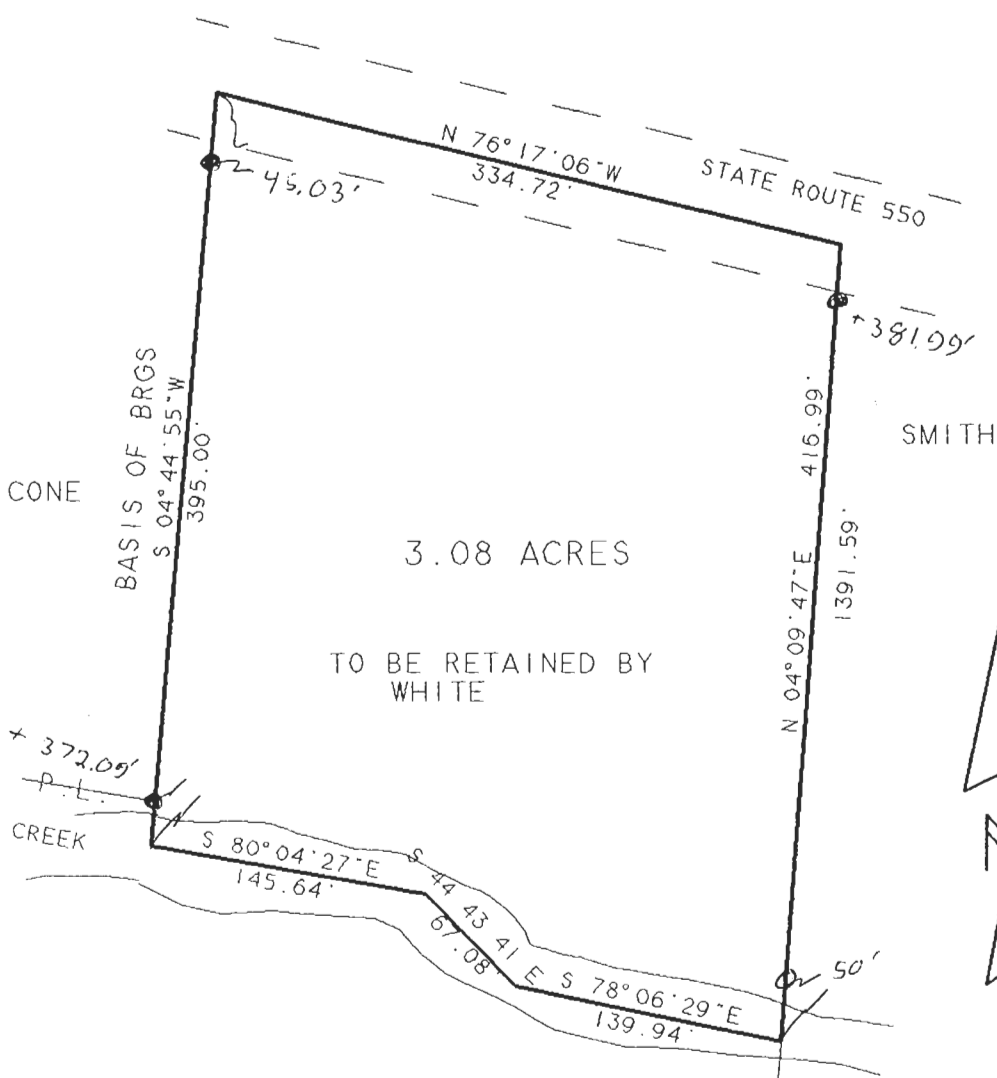 N 76°17'06"W
334.72'
STATE ROUTE 550
45.03'
+381.99'
BASIS OF BRGS
S 04°44'55"W
395.00'
416.99'
SMITH
CONE
3.08 ACRES
1391.59'
N 04°09'47"E
TO BE RETAINED BY
WHITE
+ 372.09'
P.L.
CREEK
S 80°04'27"E
145.64'
S 44 43 41 E
67.08'
S 78°06'29"E
139.94'
50'